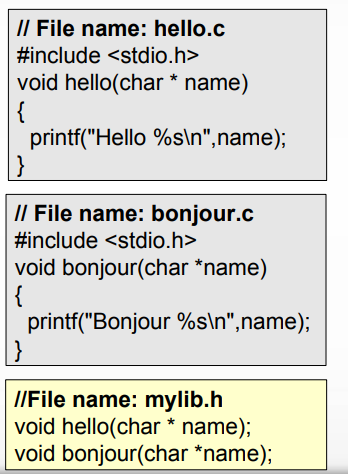 // File name: hello.c
#include <stdio.h>
void hello(char * name)
{
printf("Hello %s\n",name);
}
// File name: bonjour.c
#include <stdio.h>
void bonjour(char *name)
{
printf("Bonjour %s\n",name);
}
//File name: mylib.h
void hello(char * name);
void bonjour(char *name);